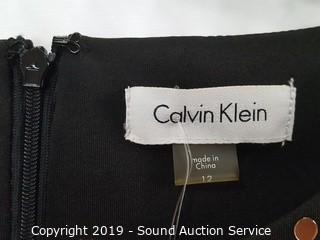 Calvin Klein
made in
China
12
Copyright 2019 - Sound Auction Service